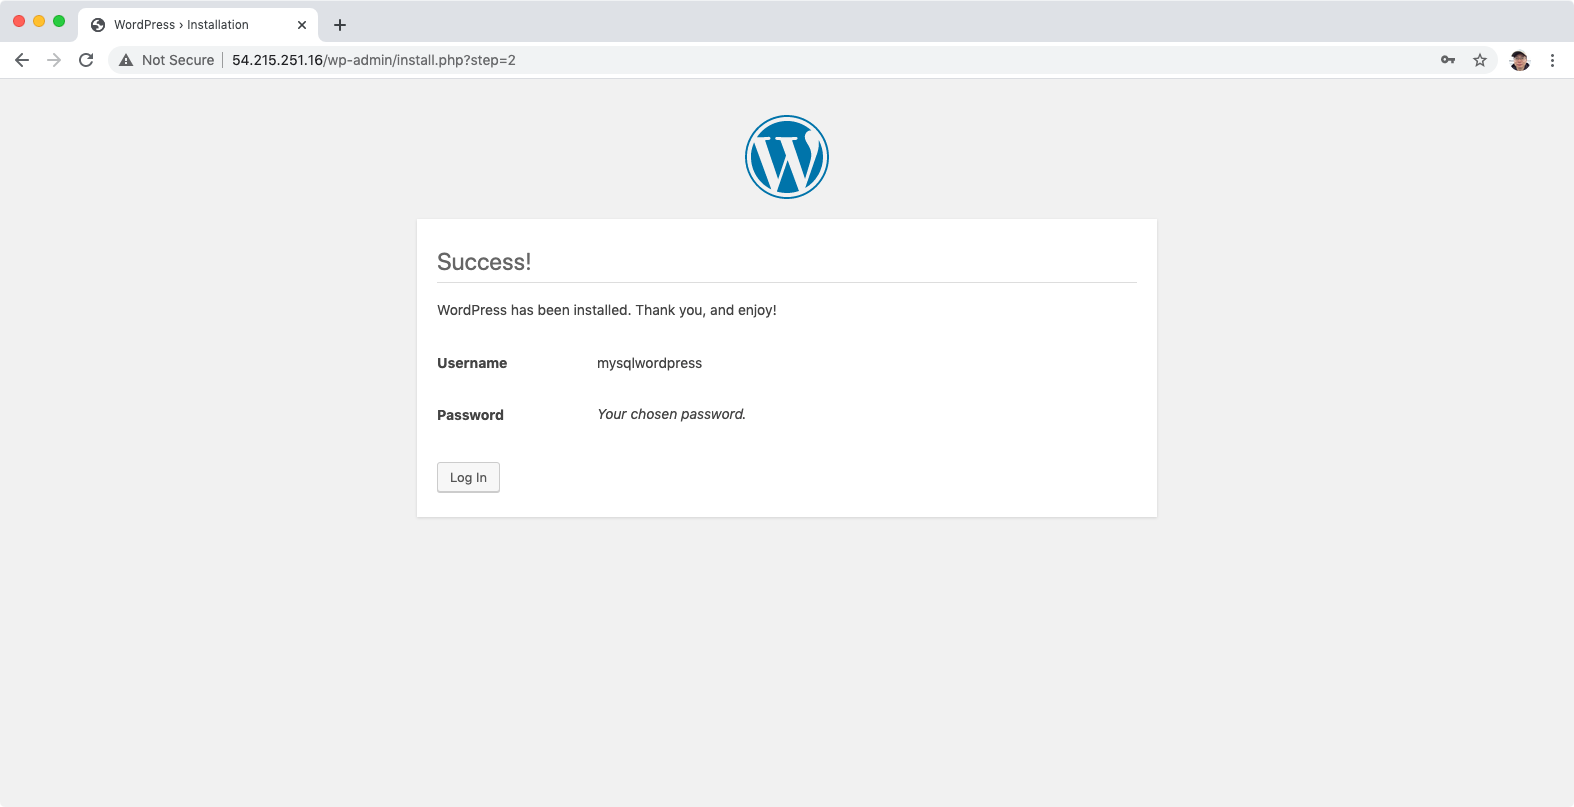 WordPress › Installation
Not Secure | 54.215.251.16/wp-admin/install.php?step=2
Success!
WordPress has been installed. Thank you, and enjoy!
Username mysqlwordpress
Password Your chosen password.
Log In